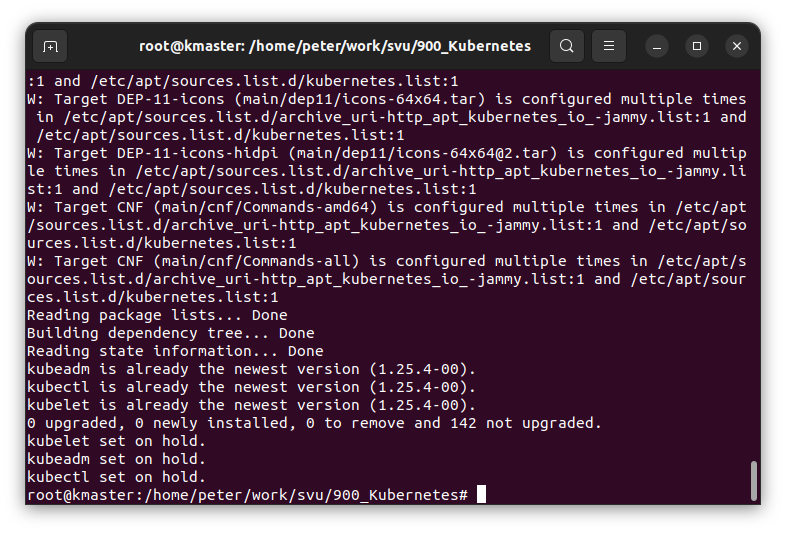 root@kmaster: /home/peter/work/svu/900_Kubernetes
:1 and /etc/apt/sources.list.d/kubernetes.list:1
W: Target DEP-11-icons (main/dep11/icons-64x64.tar) is configured multiple times
 in /etc/apt/sources.list.d/archive_uri-http_apt_kubernetes_io_-jammy.list:1 and
 /etc/apt/sources.list.d/kubernetes.list:1
W: Target DEP-11-icons-hidpi (main/dep11/icons-64x64@2.tar) is configured multip
le times in /etc/apt/sources.list.d/archive_uri-http_apt_kubernetes_io_-jammy.li
st:1 and /etc/apt/sources.list.d/kubernetes.list:1
W: Target CNF (main/cnf/Commands-amd64) is configured multiple times in /etc/apt
/sources.list.d/archive_uri-http_apt_kubernetes_io_-jammy.list:1 and /etc/apt/so
urces.list.d/kubernetes.list:1
W: Target CNF (main/cnf/Commands-all) is configured multiple times in /etc/apt/s
ources.list.d/archive_uri-http_apt_kubernetes_io_-jammy.list:1 and /etc/apt/sour
ces.list.d/kubernetes.list:1
Reading package lists... Done
Building dependency tree... Done
Reading state information... Done
kubeadm is already the newest version (1.25.4-00).
kubectl is already the newest version (1.25.4-00).
kubelet is already the newest version (1.25.4-00).
0 upgraded, 0 newly installed, 0 to remove and 142 not upgraded.
kubelet set on hold.
kubeadm set on hold.
kubectl set on hold.
root@kmaster:/home/peter/work/svu/900_Kubernetes#